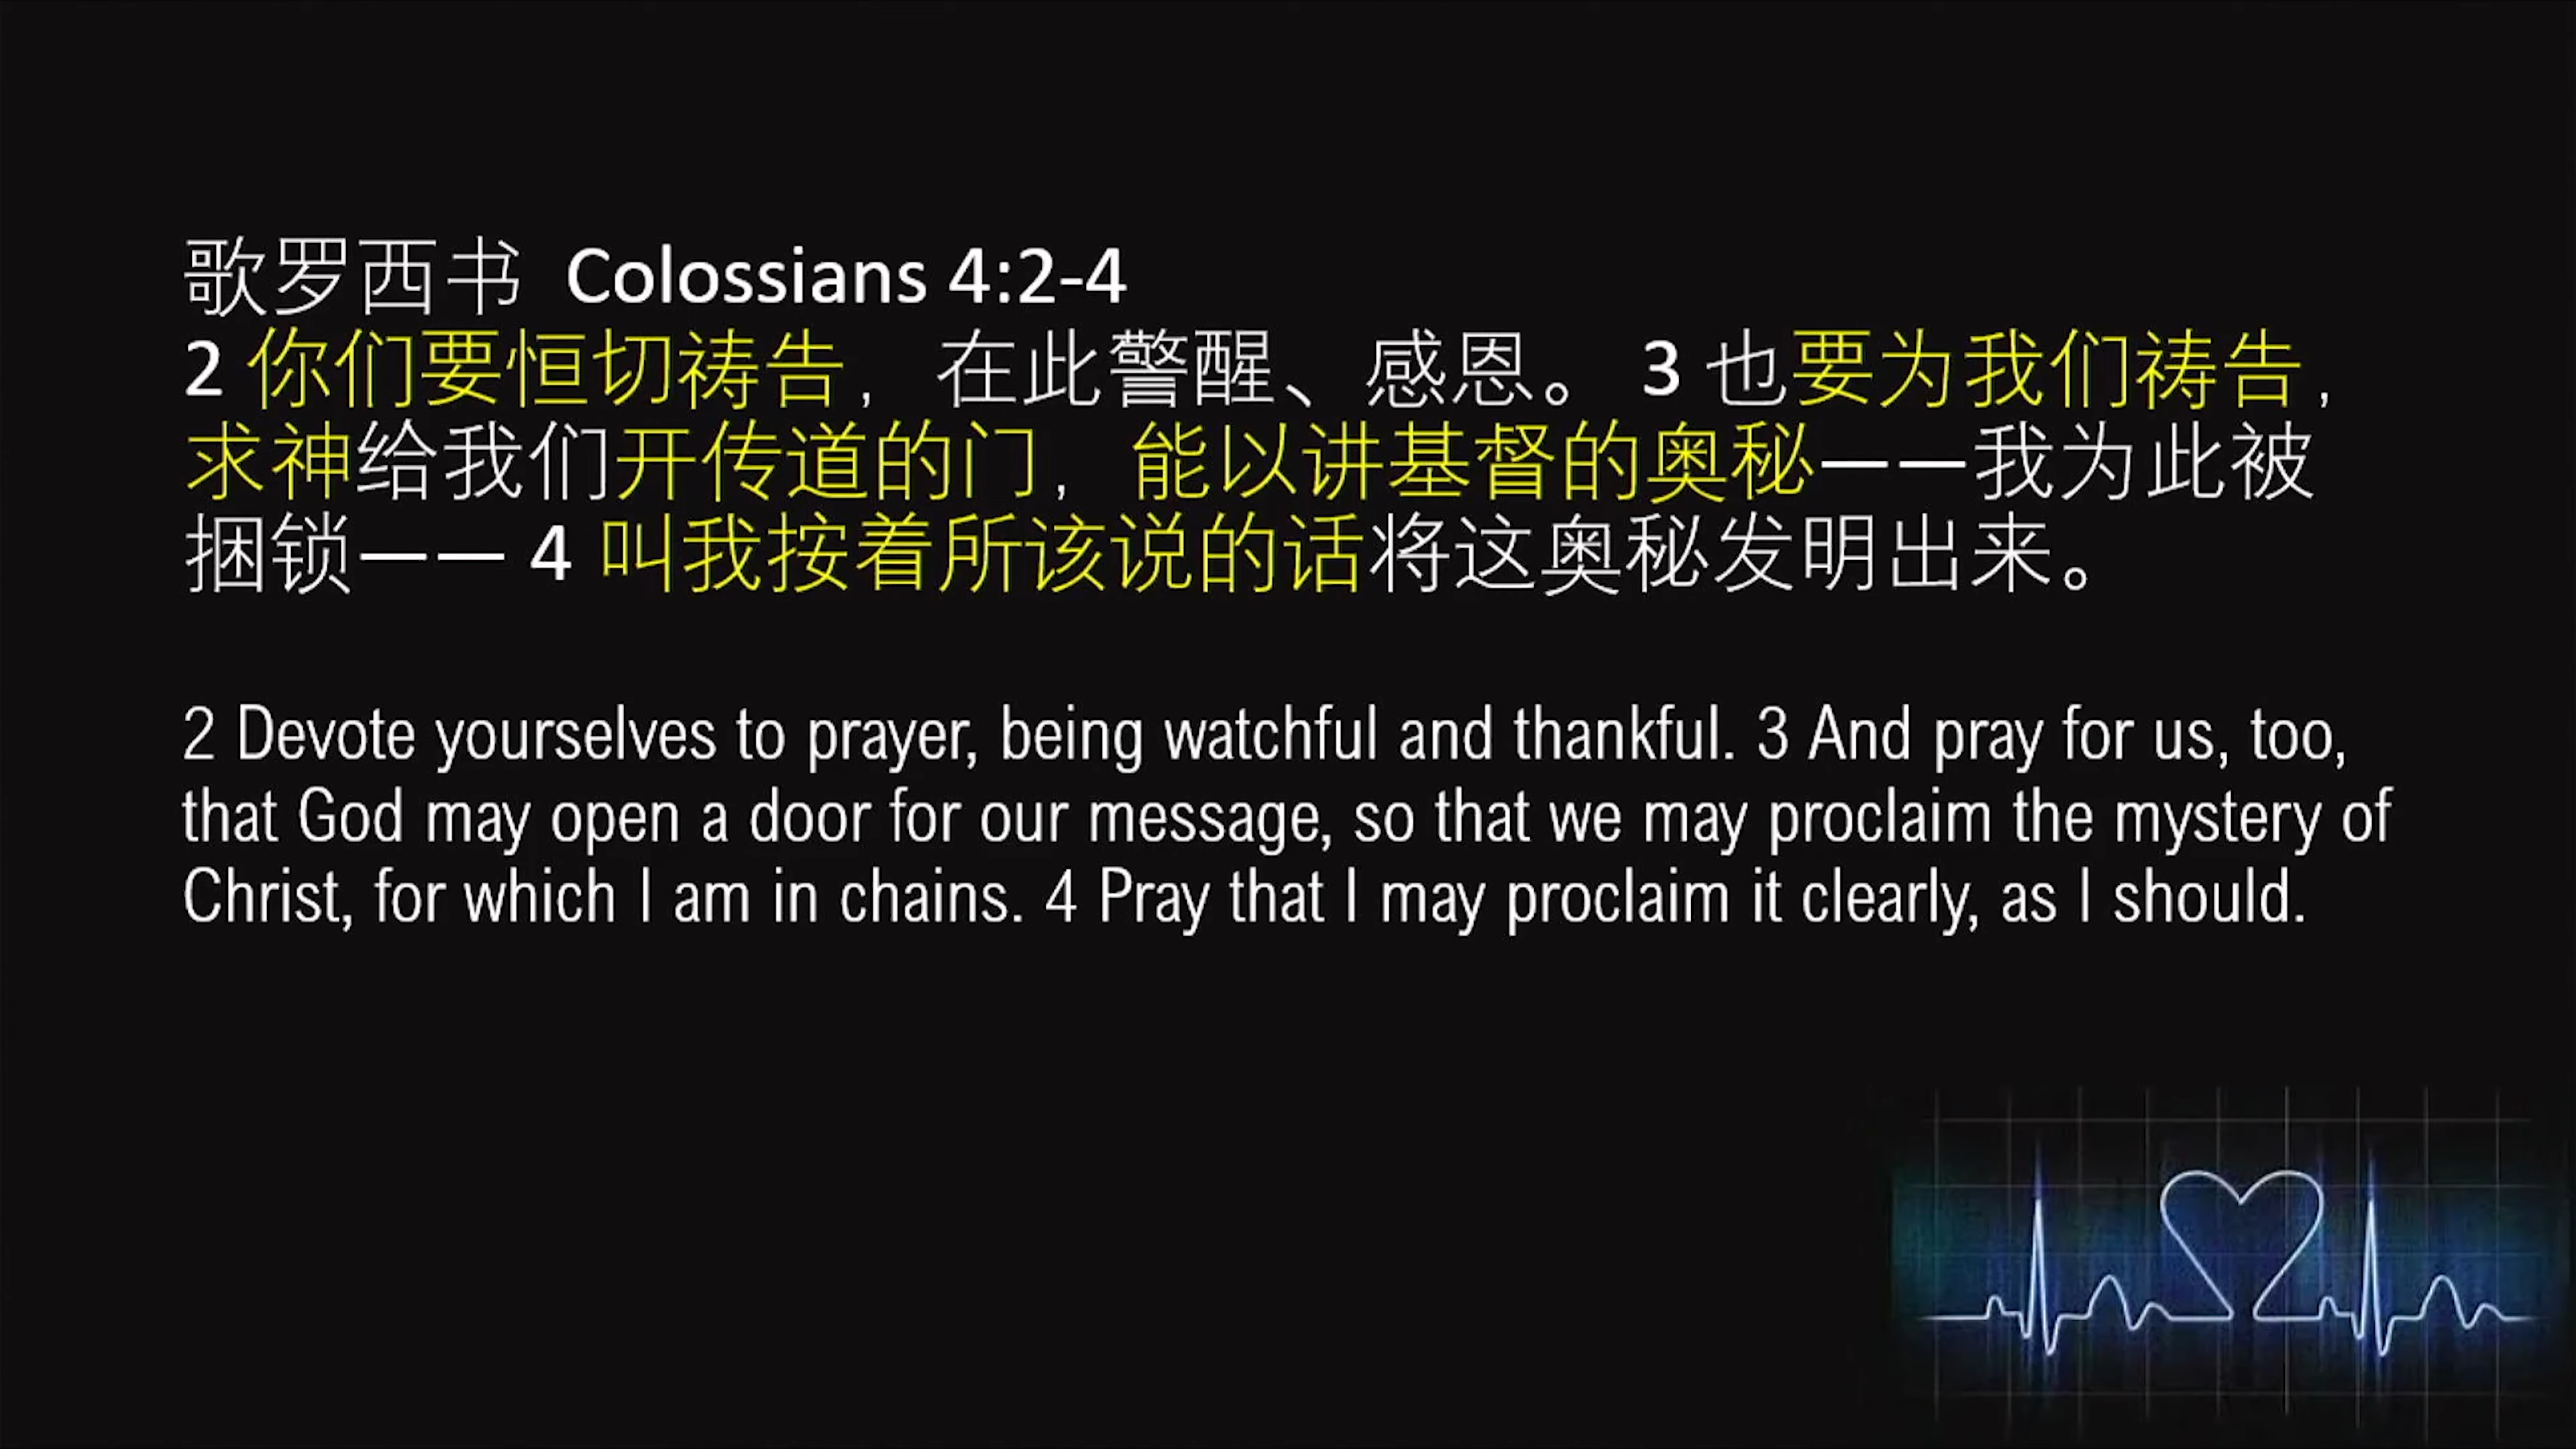 歌罗西书  Colossians 4:2-4
2 你们要恒切祷告，在此警醒、感恩。 3 也要为我们祷告，
求神给我们开传道的门，能以讲基督的奥秘——我为此被
捆锁—— 4 叫我按着所该说的话将这奥秘发明出来。
2 Devote yourselves to prayer, being watchful and thankful. 3 And pray for us, too,
that God may open a door for our message, so that we may proclaim the mystery of
Christ, for which I am in chains. 4 Pray that I may proclaim it clearly, as I should.